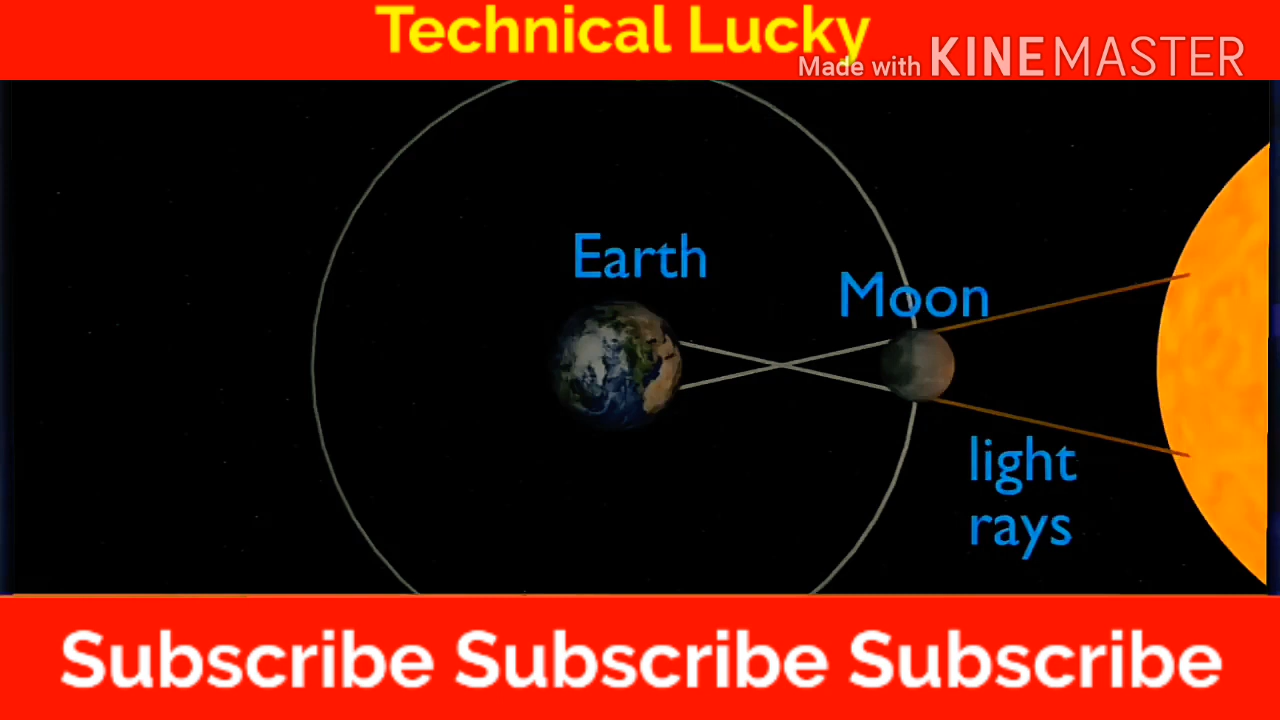 Technical Lucky
Made with KINEMASTER
Earth
Moon
light
rays
Subscribe Subscribe Subscribe